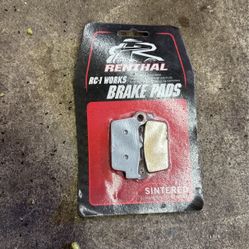 RENTHAL
RC-1 WORKS
BRAKE PADS
SINTERED